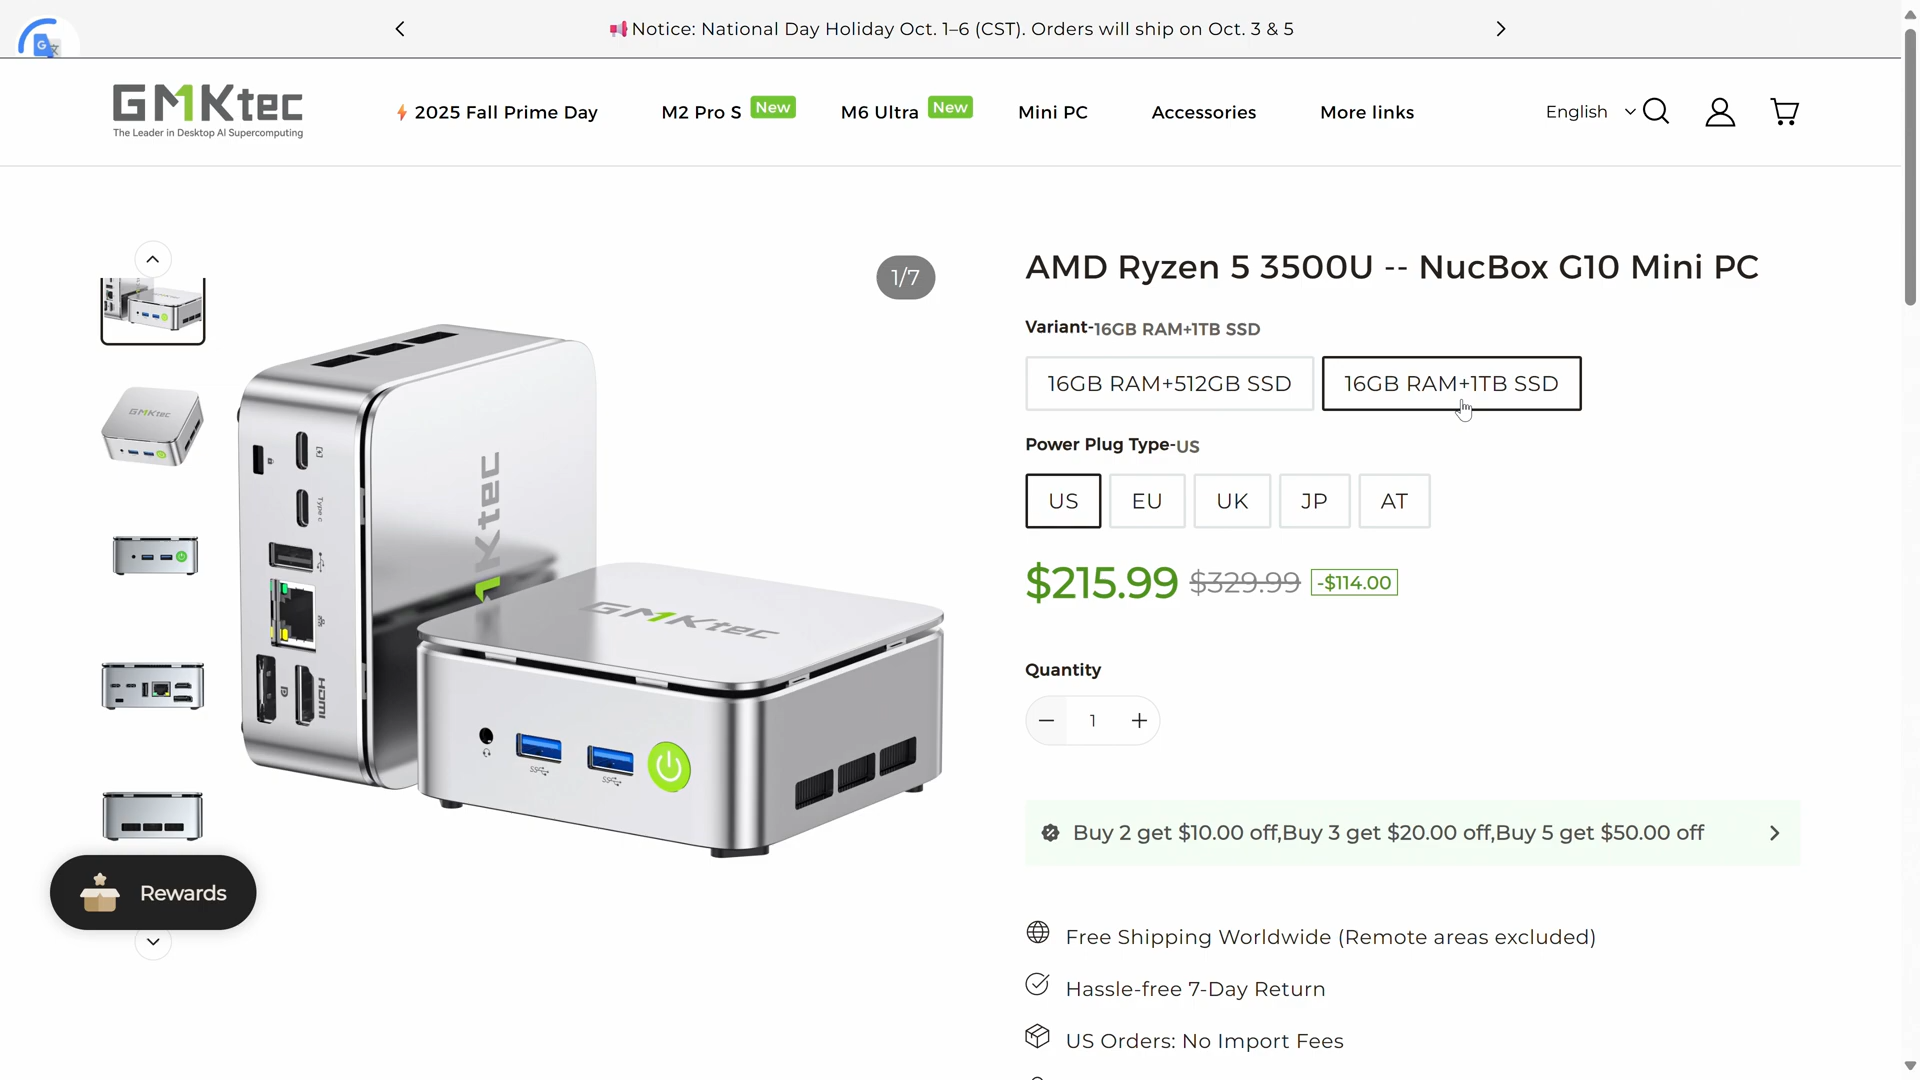 📢Notice: National Day Holiday Oct. 1–6 (CST). Orders will ship on Oct. 3 & 5
GMKtec
The Leader in Desktop AI Supercomputing
⚡2025 Fall Prime Day
M2 Pro S New
M6 Ultra New
Mini PC
Accessories
More links
English
1/7
AMD Ryzen 5 3500U -- NucBox G10 Mini PC
Variant-16GB RAM+1TB SSD
16GB RAM+512GB SSD
16GB RAM+1TB SSD
Power Plug Type-US
US
EU
UK
JP
AT
$215.99 $329.99 -$114.00
Quantity
− 1 +
Buy 2 get $10.00 off,Buy 3 get $20.00 off,Buy 5 get $50.00 off
Free Shipping Worldwide (Remote areas excluded)
Hassle-free 7-Day Return
US Orders: No Import Fees
Rewards
GMKtec
Type c
HDMI
1Ktec
GMKtec